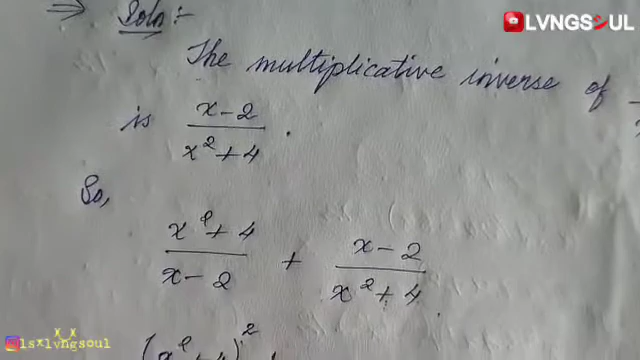 ⇒ Soln:-
LVNGSOUL
The multiplicative inverse of
is (x-2)/(x²+4).
So,
(x²+4)/(x-2) + (x-2)/(x²+4).
lsxlvngsoul